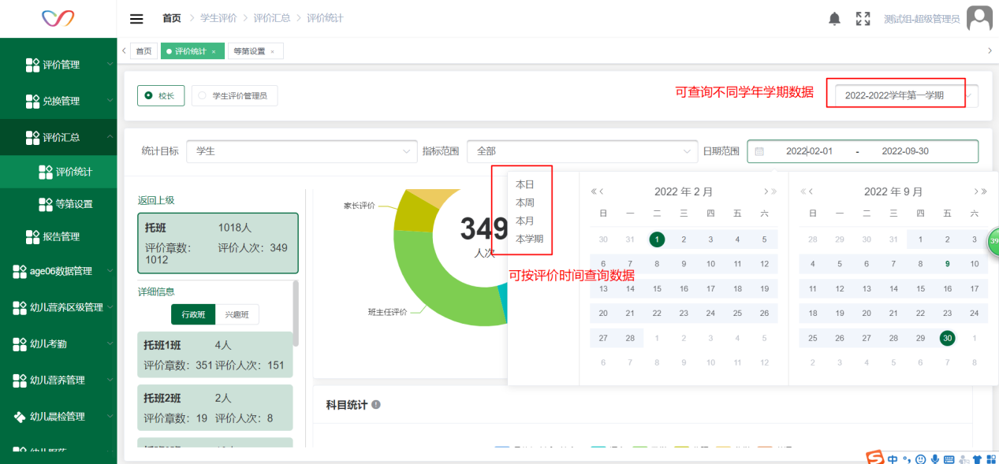 首页 > 学生评价 > 评价汇总 > 评价统计
测试组-超级管理员
首页
评价统计 ×
等第设置 ×
评价管理
兑换管理
评价汇总
评价统计
等第设置
报告管理
age06数据管理
幼儿营养区级管理
幼儿考勤
幼儿营养管理
幼儿晨检管理
校长
学生评价管理员
可查询不同学年学期数据
2022-2022学年第一学期
统计目标 学生
指标范围 全部
日期范围 2022-02-01 - 2022-09-30
返回上级
托班 1018人
评价章数: 1012 评价人次: 349
详细信息
行政班 兴趣班
托班1班 4人
评价章数: 351 评价人次: 151
托班2班 2人
评价章数: 19 评价人次: 8
家长评价
349
人次
班主任评价
本日
本周
本月
本学期
可按评价时间查询数据
2022 年 2 月
日 一 二 三 四 五 六
30 31 1 2 3 4 5
6 7 8 9 10 11 12
13 14 15 16 17 18 19
20 21 22 23 24 25 26
27 28 1 2 3 4 5
6 7 8 9 10 11 12
2022 年 9 月
日 一 二 三 四 五 六
28 29 30 31 1 2 3
4 5 6 7 8 9 10
11 12 13 14 15 16 17
18 19 20 21 22 23 24
25 26 27 28 29 30 1
2 3 4 5 6 7 8
39
科目统计
中